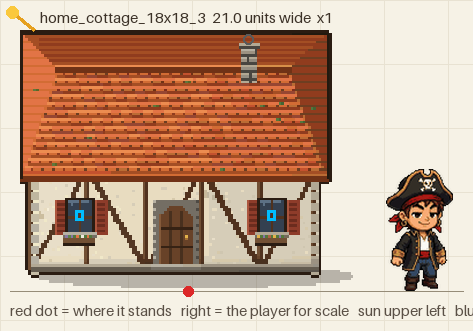 home_cottage_18x18_3 21.0 units wide x1
red dot = where it stands right = the player for scale sun upper left blu